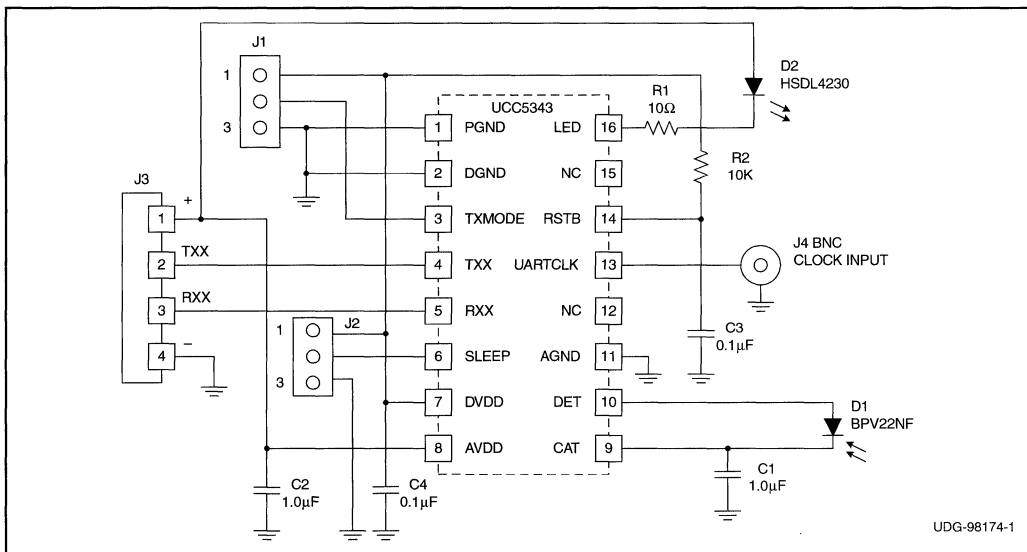 J1
1
3
J3
+
1
TXX
2
RXX
3
4
–
J2
1
3
UCC5343
1 PGND
2 DGND
3 TXMODE
4 TXX
5 RXX
6 SLEEP
7 DVDD
8 AVDD
LED 16
NC 15
RSTB 14
UARTCLK 13
NC 12
AGND 11
DET 10
CAT 9
R1
10Ω
D2
HSDL4230
R2
10K
J4 BNC
CLOCK INPUT
C3
0.1µF
D1
BPV22NF
C1
1.0µF
C2
1.0µF
C4
0.1µF
UDG-98174-1